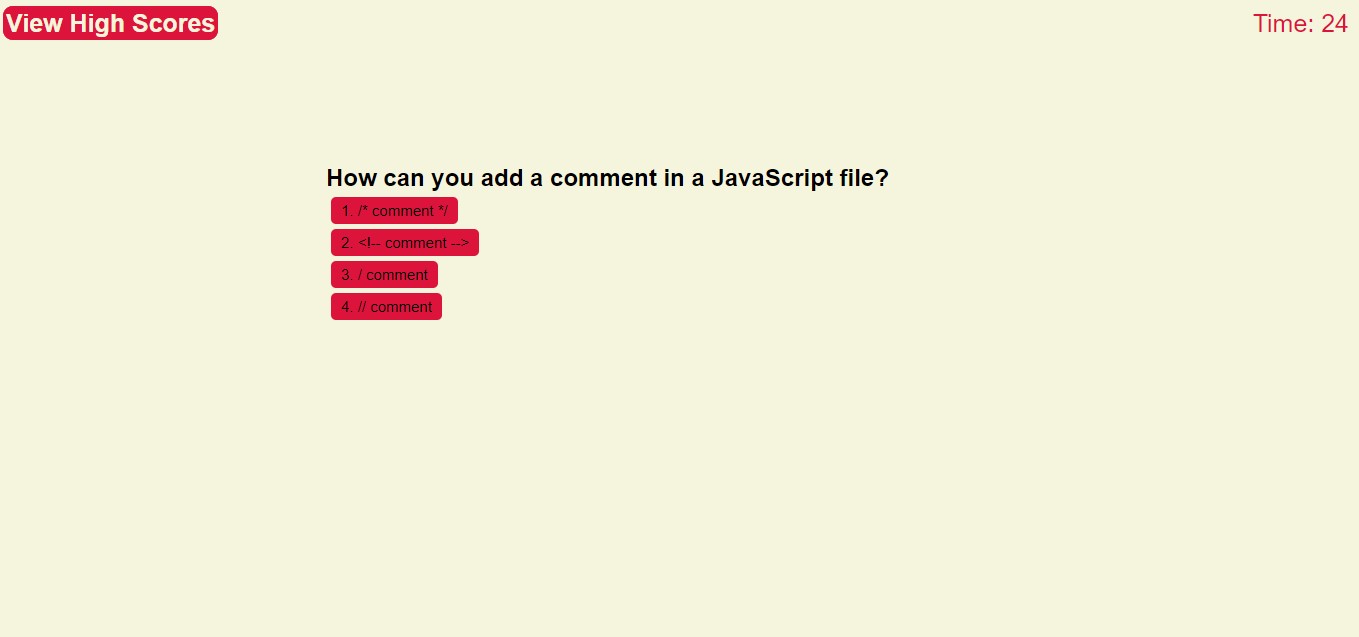 View High Scores
Time: 24
How can you add a comment in a JavaScript file?
1. /* comment */
2. <!-- comment -->
3. / comment
4. // comment